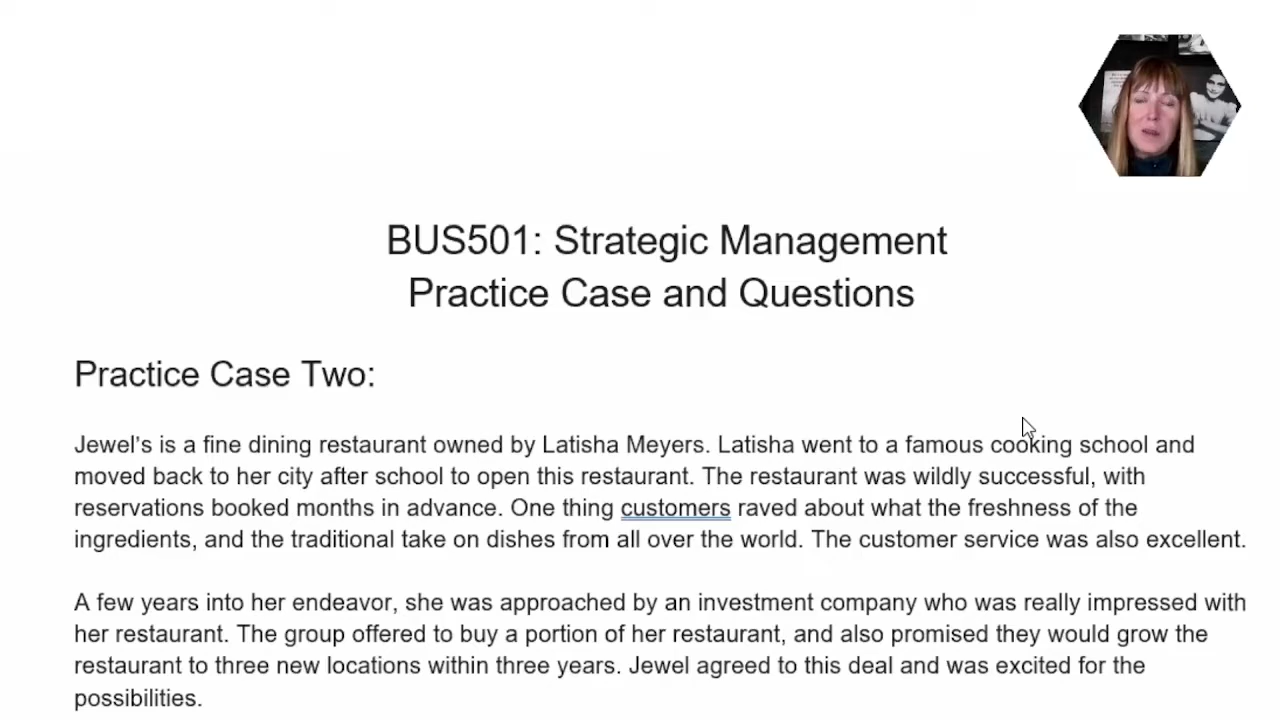 BUS501: Strategic Management
Practice Case and Questions
Practice Case Two:
Jewel's is a fine dining restaurant owned by Latisha Meyers. Latisha went to a famous cooking school and
moved back to her city after school to open this restaurant. The restaurant was wildly successful, with
reservations booked months in advance. One thing customers raved about what the freshness of the
ingredients, and the traditional take on dishes from all over the world. The customer service was also excellent.
A few years into her endeavor, she was approached by an investment company who was really impressed with
her restaurant. The group offered to buy a portion of her restaurant, and also promised they would grow the
restaurant to three new locations within three years. Jewel agreed to this deal and was excited for the
possibilities.